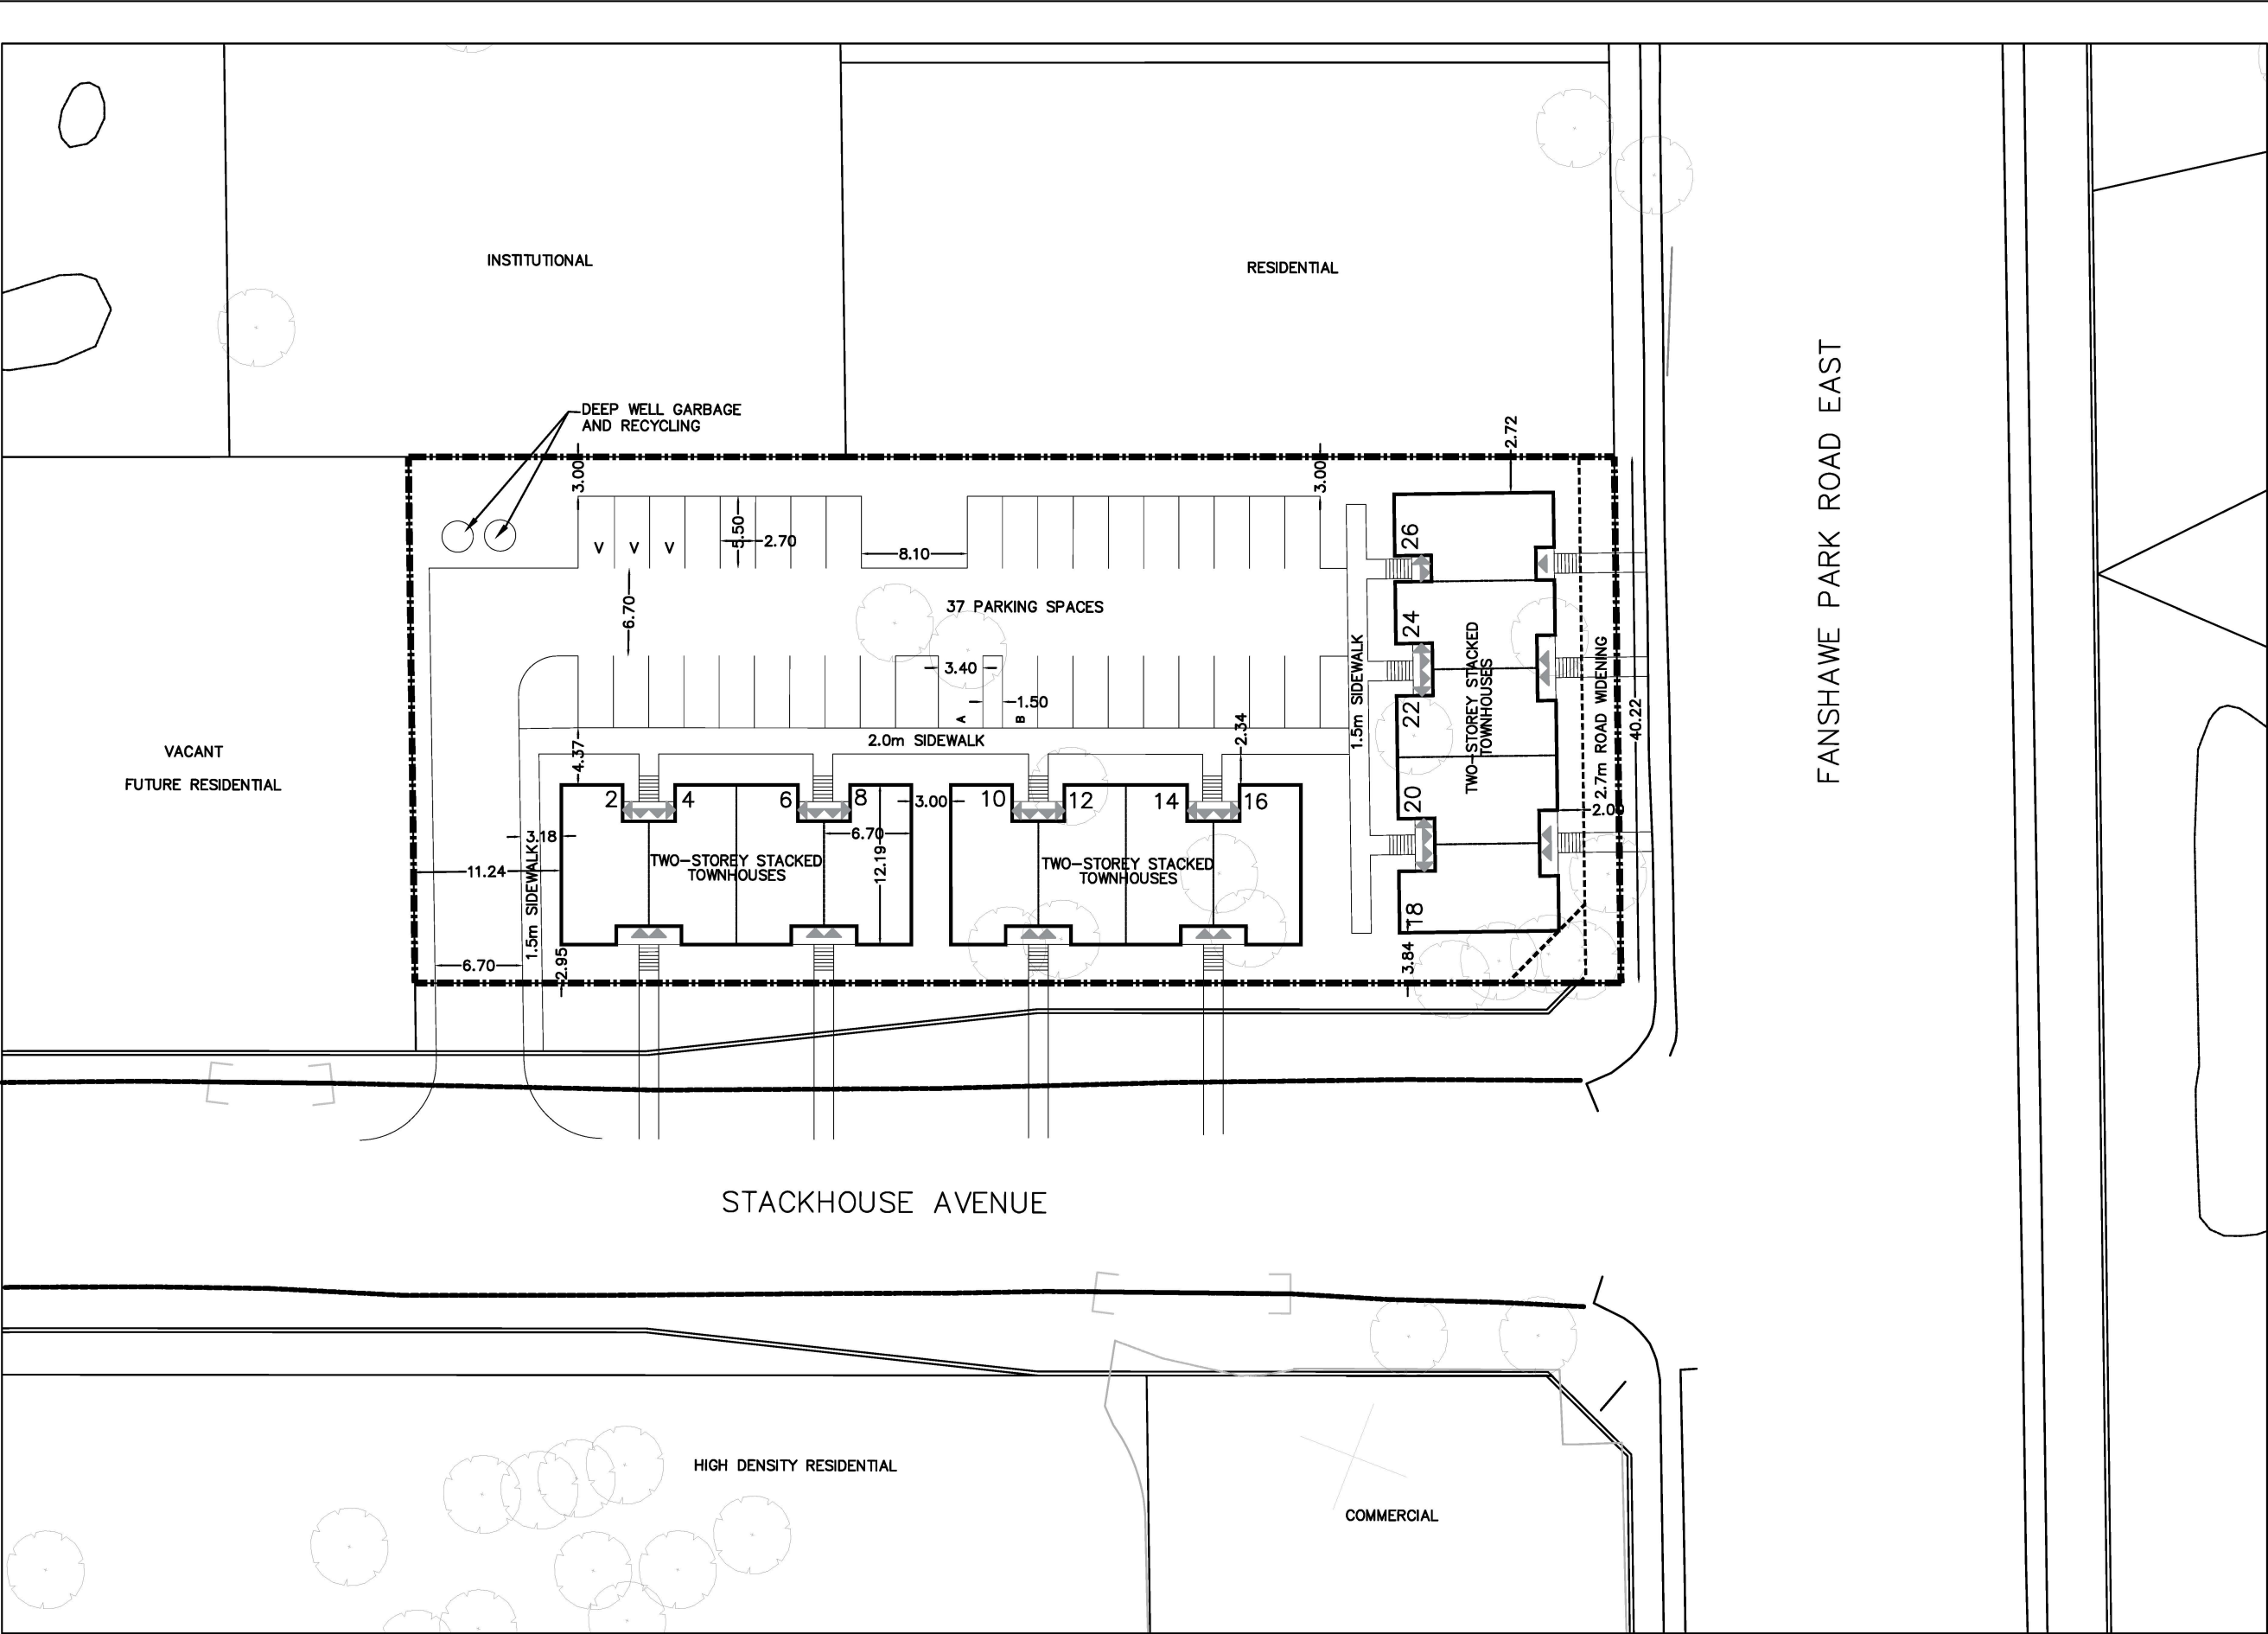 INSTITUTIONAL
RESIDENTIAL
DEEP WELL GARBAGE
AND RECYCLING
2.72
3.00
3.00
FANSHAWE PARK ROAD EAST
V V V
5.50
2.70
8.10
26
6.70
37 PARKING SPACES
24
3.40
1.50
A
B
1.5m SIDEWALK
22
TWO-STOREY STACKED
TOWNHOUSES
2.7m ROAD WIDENING
40.22
VACANT
FUTURE RESIDENTIAL
4.37
2.0m SIDEWALK
2.34
2 4 6 8
3.00
10 12 14 16
20
2.0
3.18
6.70
12.19
11.24
1.5m SIDEWALK
TWO-STOREY STACKED
TOWNHOUSES
TWO-STOREY STACKED
TOWNHOUSES
18
6.70
2.95
3.84
STACKHOUSE AVENUE
HIGH DENSITY RESIDENTIAL
COMMERCIAL